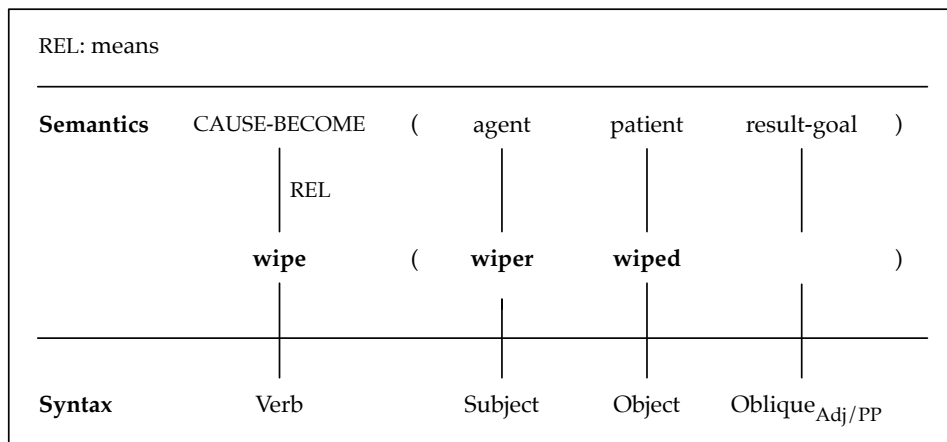 REL: means
Semantics CAUSE-BECOME ( agent patient result-goal )
REL
wipe ( wiper wiped )
Syntax Verb Subject Object Oblique Adj/PP